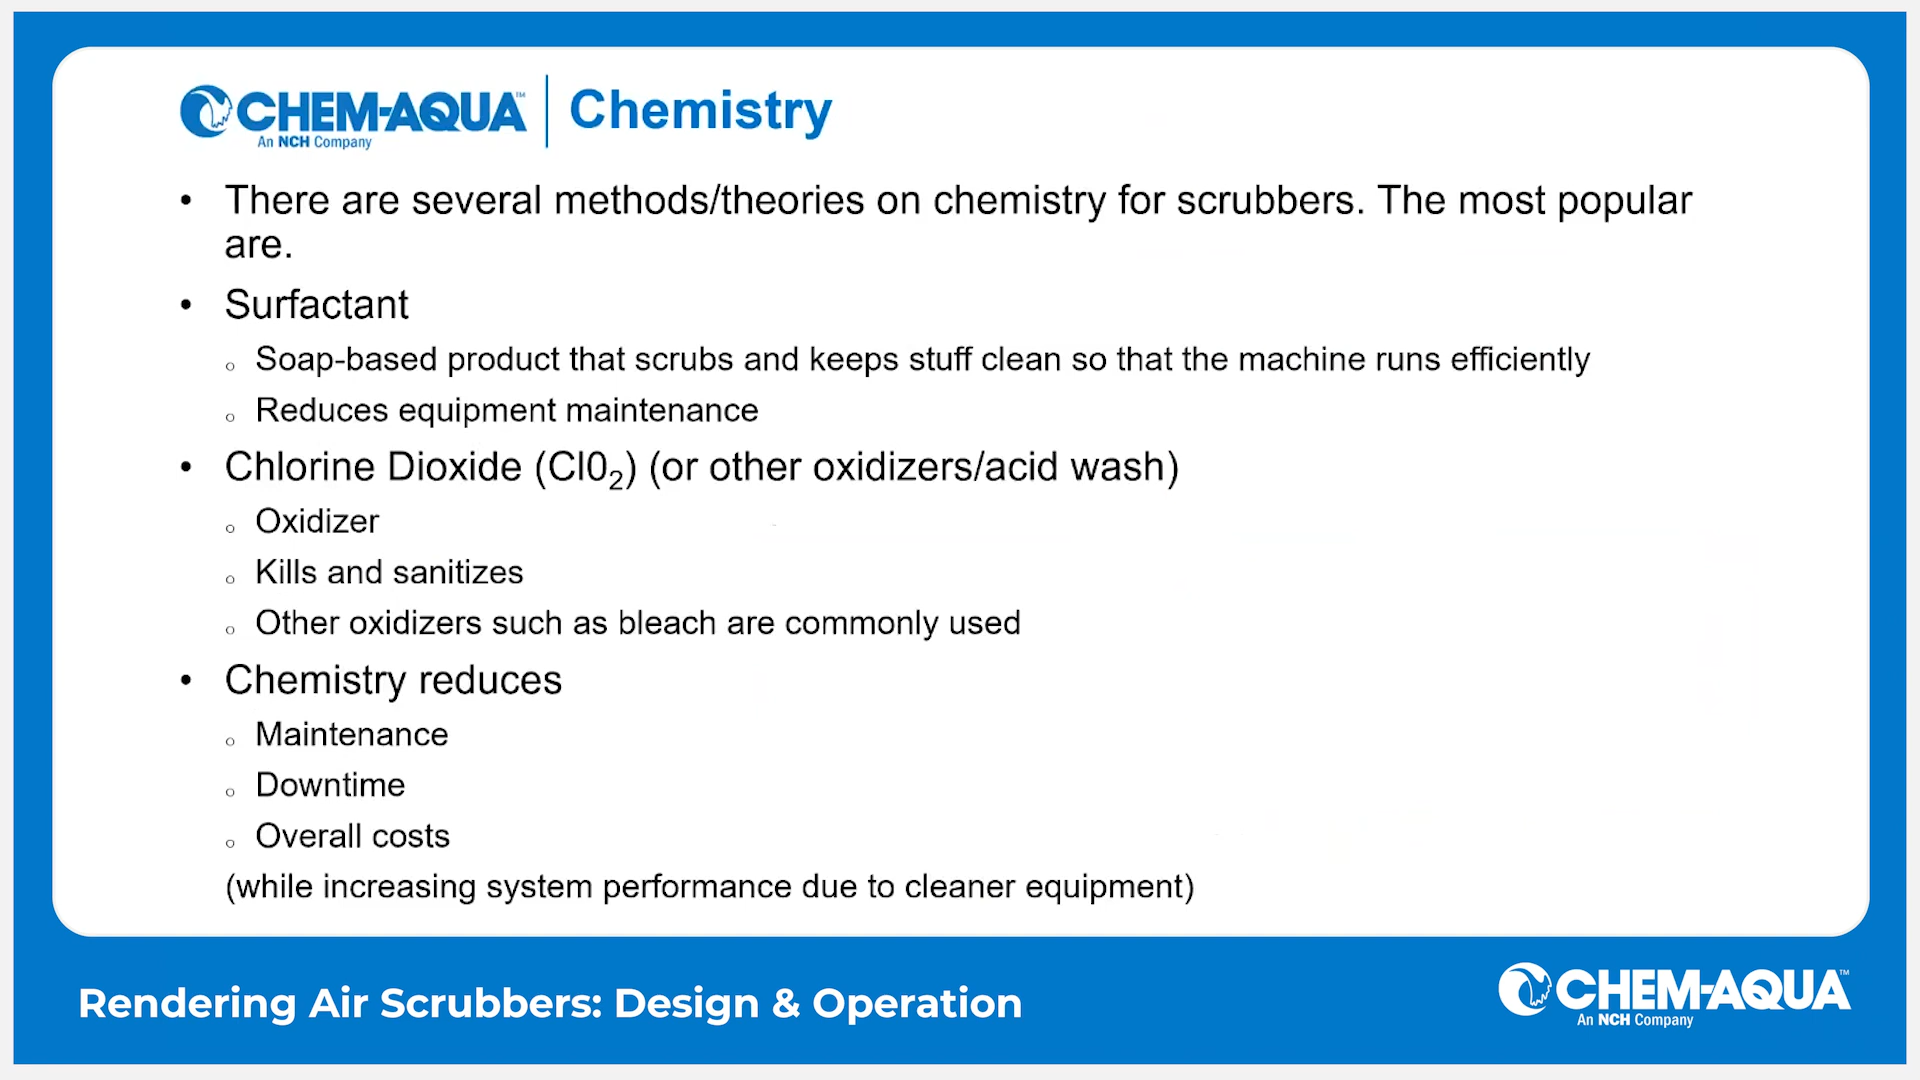 CHEM-AQUA™ | Chemistry
An NCH Company
• There are several methods/theories on chemistry for scrubbers. The most popular
are.
• Surfactant
o Soap-based product that scrubs and keeps stuff clean so that the machine runs efficiently
o Reduces equipment maintenance
• Chlorine Dioxide (Cl0₂) (or other oxidizers/acid wash)
o Oxidizer
o Kills and sanitizes
o Other oxidizers such as bleach are commonly used
• Chemistry reduces
o Maintenance
o Downtime
o Overall costs
(while increasing system performance due to cleaner equipment)
Rendering Air Scrubbers: Design & Operation
CHEM-AQUA™
An NCH Company